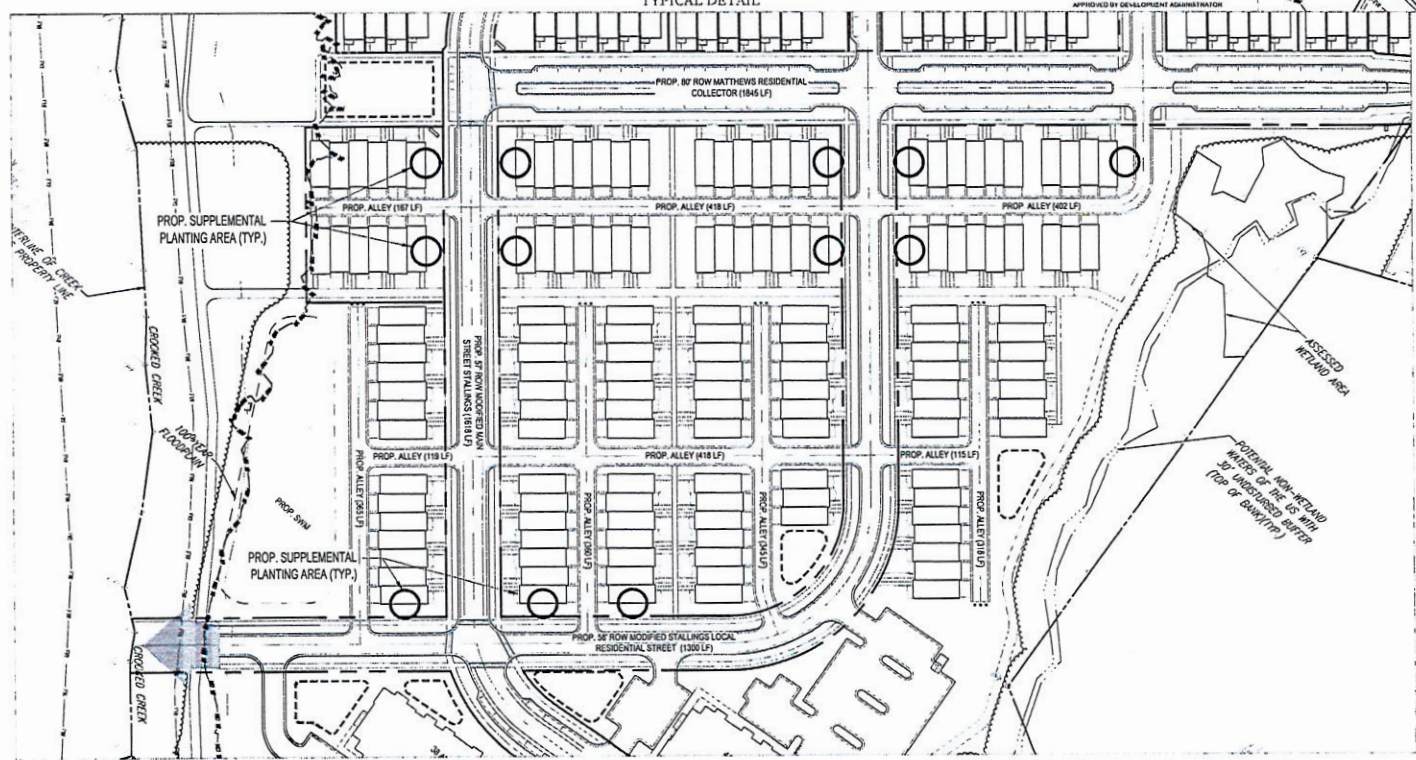 TYPICAL DETAIL
APPROVED BY DEVELOPMENT ADMINISTRATOR
PROP. 80' ROW MATTHEWS RESIDENTIAL
COLLECTOR (1845 LF)
PROP. ALLEY (167 LF)
PROP. ALLEY (418 LF)
PROP. ALLEY (402 LF)
PROP. SUPPLEMENTAL
PLANTING AREA (TYP.)
CENTERLINE OF CREEK
PROPERTY LINE
CROOKED CREEK
100-YEAR
FLOODPLAIN
PROP. 57' ROW MODIFIED MAIN
STREET STALLINGS (1618 LF)
ASSESSED
WETLAND AREA
PROP. ALLEY (119 LF)
PROP. ALLEY (418 LF)
PROP. ALLEY (115 LF)
POTENTIAL NON-WETLAND
WATERS OF THE US WITH
30' UNDISTURBED BUFFER
(TOP OF BANK)(TYP.)
PROP. ALLEY (365 LF)
PROP. SWM
PROP. ALLEY (360 LF)
PROP. ALLEY (345 LF)
PROP. ALLEY (316 LF)
PROP. SUPPLEMENTAL
PLANTING AREA (TYP.)
PROP. 58' ROW MODIFIED STALLINGS LOCAL
RESIDENTIAL STREET (1300 LF)
CROOKED CREEK